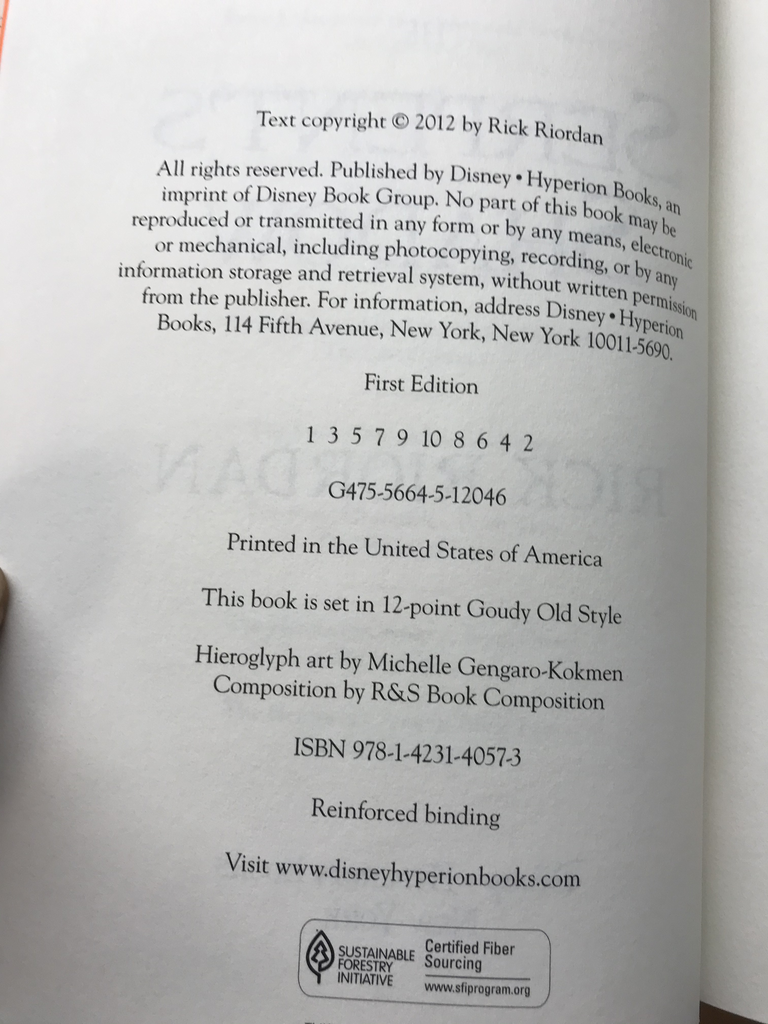 Text copyright © 2012 by Rick Riordan
All rights reserved. Published by Disney • Hyperion Books, an
imprint of Disney Book Group. No part of this book may be
reproduced or transmitted in any form or by any means, electronic
or mechanical, including photocopying, recording, or by any
information storage and retrieval system, without written permission
from the publisher. For information, address Disney • Hyperion
Books, 114 Fifth Avenue, New York, New York 10011-5690.
First Edition
1 3 5 7 9 10 8 6 4 2
G475-5664-5-12046
Printed in the United States of America
This book is set in 12-point Goudy Old Style
Hieroglyph art by Michelle Gengaro-Kokmen
Composition by R&S Book Composition
ISBN 978-1-4231-4057-3
Reinforced binding
Visit www.disneyhyperionbooks.com
SUSTAINABLE
FORESTRY
INITIATIVE
Certified Fiber
Sourcing
www.sfiprogram.org